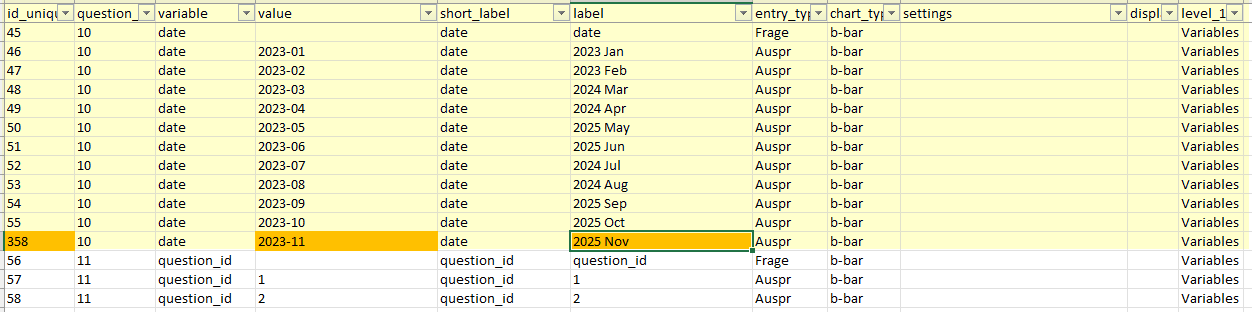 id_uniqu question_ variable value short_label label entry_typ chart_typ settings displa level_1
45 10 date date date Frage b-bar Variables
46 10 date 2023-01 date 2023 Jan Auspr b-bar Variables
47 10 date 2023-02 date 2023 Feb Auspr b-bar Variables
48 10 date 2023-03 date 2024 Mar Auspr b-bar Variables
49 10 date 2023-04 date 2024 Apr Auspr b-bar Variables
50 10 date 2023-05 date 2025 May Auspr b-bar Variables
51 10 date 2023-06 date 2025 Jun Auspr b-bar Variables
52 10 date 2023-07 date 2024 Jul Auspr b-bar Variables
53 10 date 2023-08 date 2024 Aug Auspr b-bar Variables
54 10 date 2023-09 date 2025 Sep Auspr b-bar Variables
55 10 date 2023-10 date 2025 Oct Auspr b-bar Variables
358 10 date 2023-11 date 2025 Nov Auspr b-bar Variables
56 11 question_id question_id question_id Frage b-bar Variables
57 11 question_id 1 question_id 1 Auspr b-bar Variables
58 11 question_id 2 question_id 2 Auspr b-bar Variables